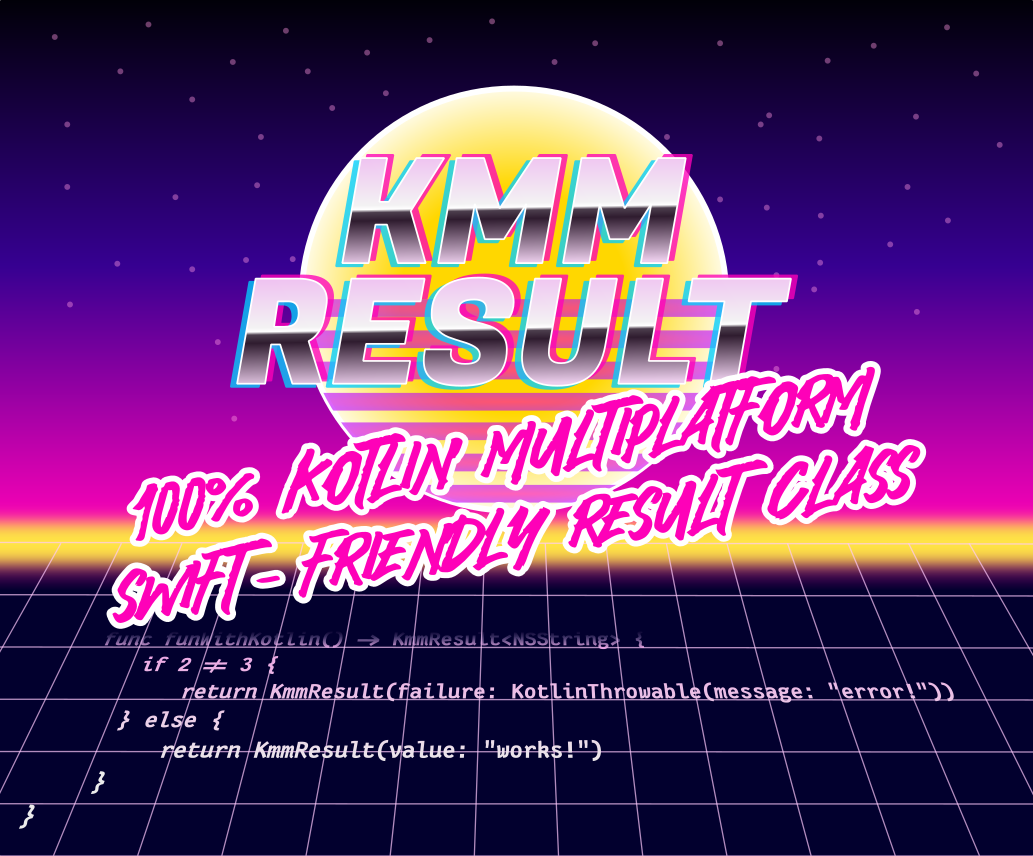 KMM
RESULT
100% KOTLIN MULTIPLATFORM
SWIFT-FRIENDLY RESULT CLASS
func funWithKotlin() -> KmmResult<NSString> {
if 2 ≠ 3 {
return KmmResult(failure: KotlinThrowable(message: "error!"))
} else {
return KmmResult(value: "works!")
}
}